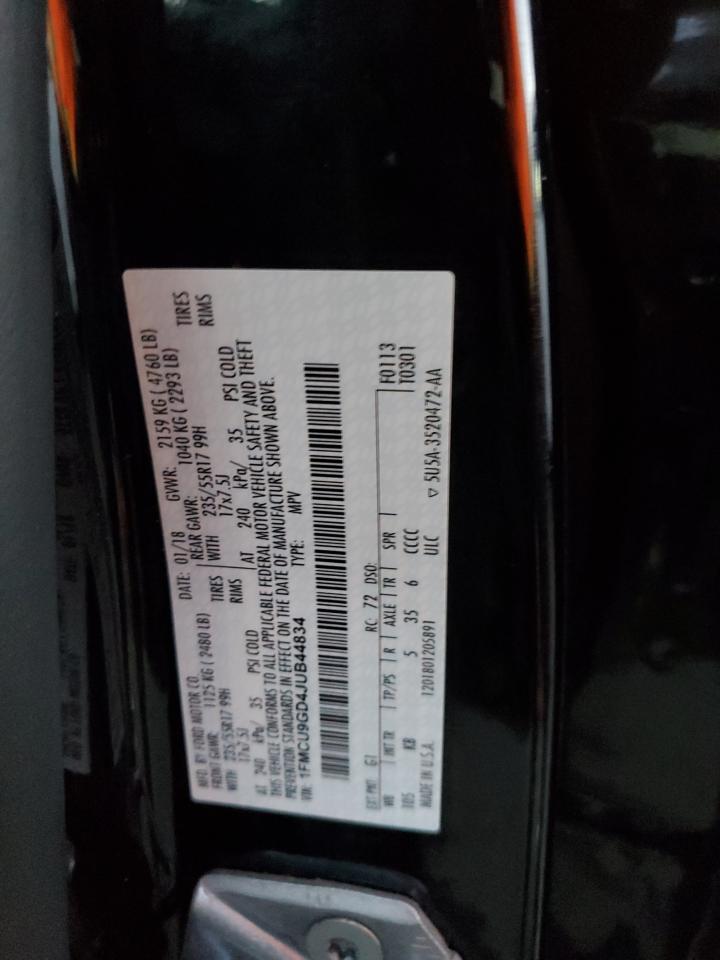 MFD. BY FORD MOTOR CO. DATE: 01/18 GVWR: 2159 KG ( 4760 LB)
FRONT GAWR: 1125 KG ( 2480 LB) REAR GAWR: 1040 KG ( 2293 LB)
WITH 235/55R17 99H TIRES WITH 235/55R17 99H TIRES
17x7.5J RIMS 17x7.5J RIMS
AT 240 kPa/ 35 PSI COLD AT 240 kPa/ 35 PSI COLD
THIS VEHICLE CONFORMS TO ALL APPLICABLE FEDERAL MOTOR VEHICLE SAFETY AND THEFT
PREVENTION STANDARDS IN EFFECT ON THE DATE OF MANUFACTURE SHOWN ABOVE.
VIN: 1FMCU9GD4JUB44834 TYPE: MPV
EXT PNT: G1 RC: 72 DSO: F0113
WB INT TR TP/PS R AXLE TR SPR T0301
105 KB 5 35 6 CCCC
MADE IN U.S.A. 1201801205891 ULC ▽ 5U5A-3520472-AA